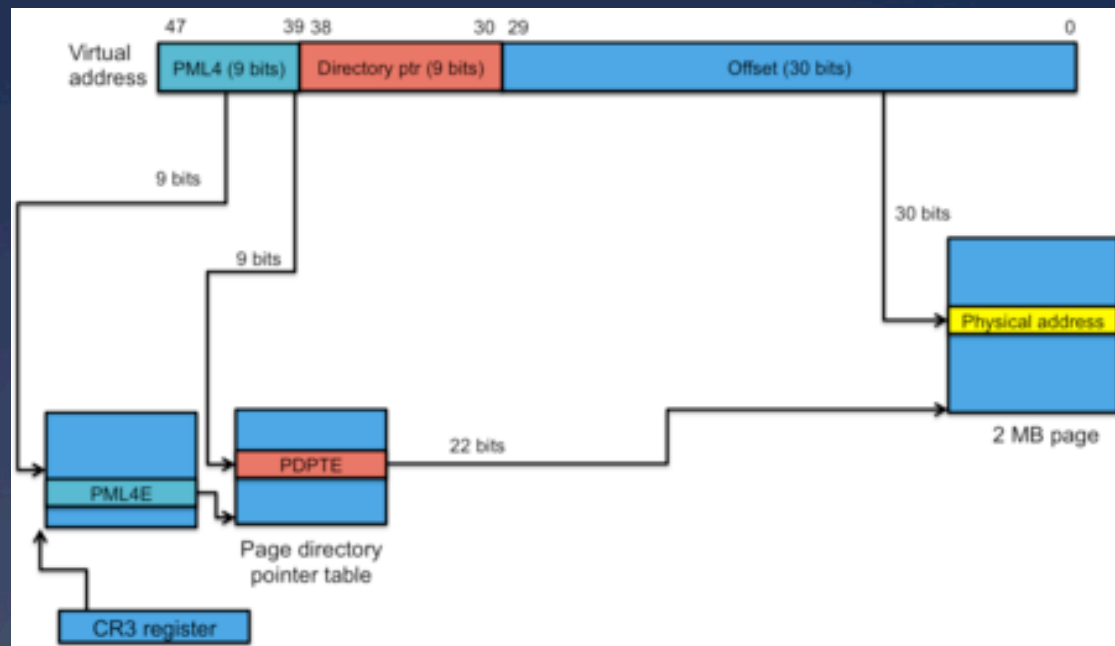 47
39
38
30
29
0
Virtual
address
PML4 (9 bits)
Directory ptr (9 bits)
Offset (30 bits)
9 bits
30 bits
9 bits
Physical address
2 MB page
22 bits
PDPTE
PML4E
Page directory
pointer table
CR3 register